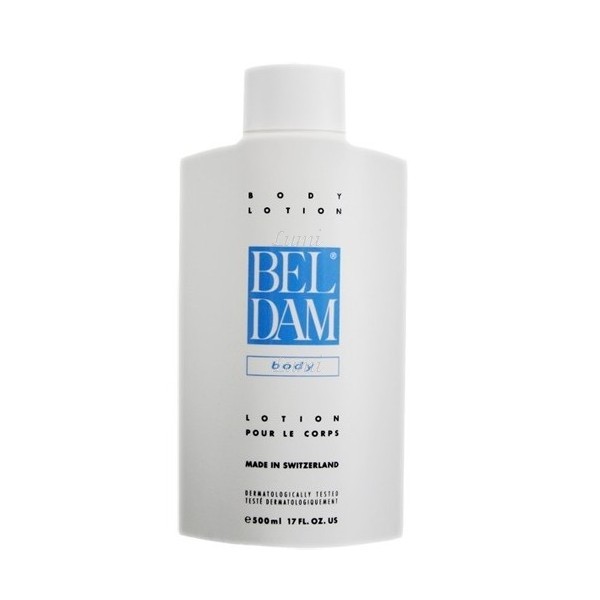 BODY
LOTION
Lumi
BEL®
DAM
body
LOTION
POUR LE CORPS
MADE IN SWITZERLAND
DERMATOLOGICALLY TESTED
TESTÉ DERMATOLOGIQUEMENT
℮500ml 17 FL. OZ. US